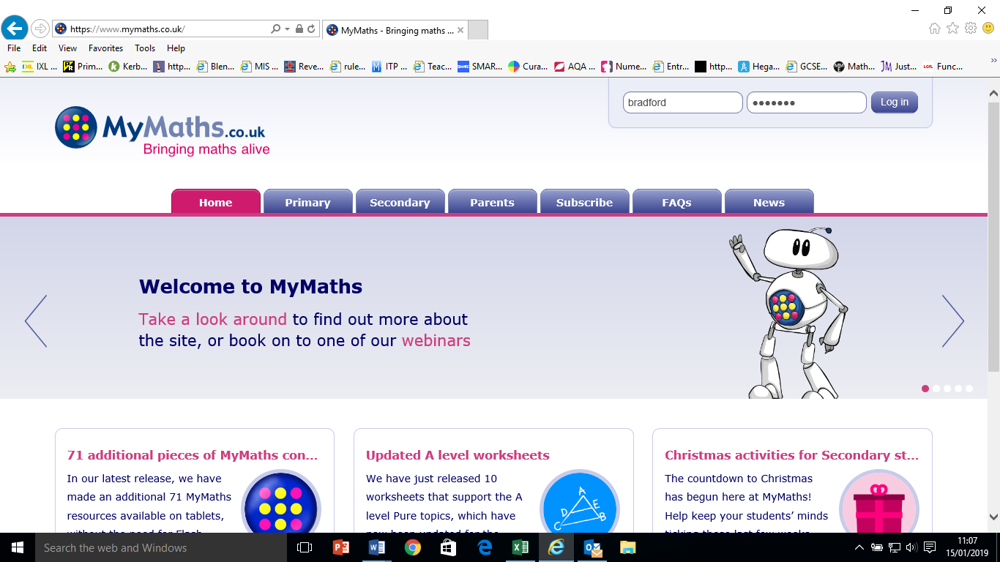 https://www.mymaths.co.uk/
MyMaths - Bringing maths ...
File Edit View Favorites Tools Help
IXL ... Prim... Kerb... http... Blen... MIS ... Reve... rule... ITP ... Teac... SMAR... Cura... AQA ... Nume... Entr... http... Hega... GCSE... Math... Just... Func...
bradford
Log in
MyMaths.co.uk
Bringing maths alive
Home Primary Secondary Parents Subscribe FAQs News
Welcome to MyMaths
Take a look around to find out more about
the site, or book on to one of our webinars
71 additional pieces of MyMaths con...
In our latest release, we have
made an additional 71 MyMaths
resources available on tablets,
without the need for Flash
Updated A level worksheets
We have just released 10
worksheets that support the A
level Pure topics, which have
A
D E
C B
Christmas activities for Secondary st...
The countdown to Christmas
has begun here at MyMaths!
Help keep your students' minds
Search the web and Windows
11:07
15/01/2019